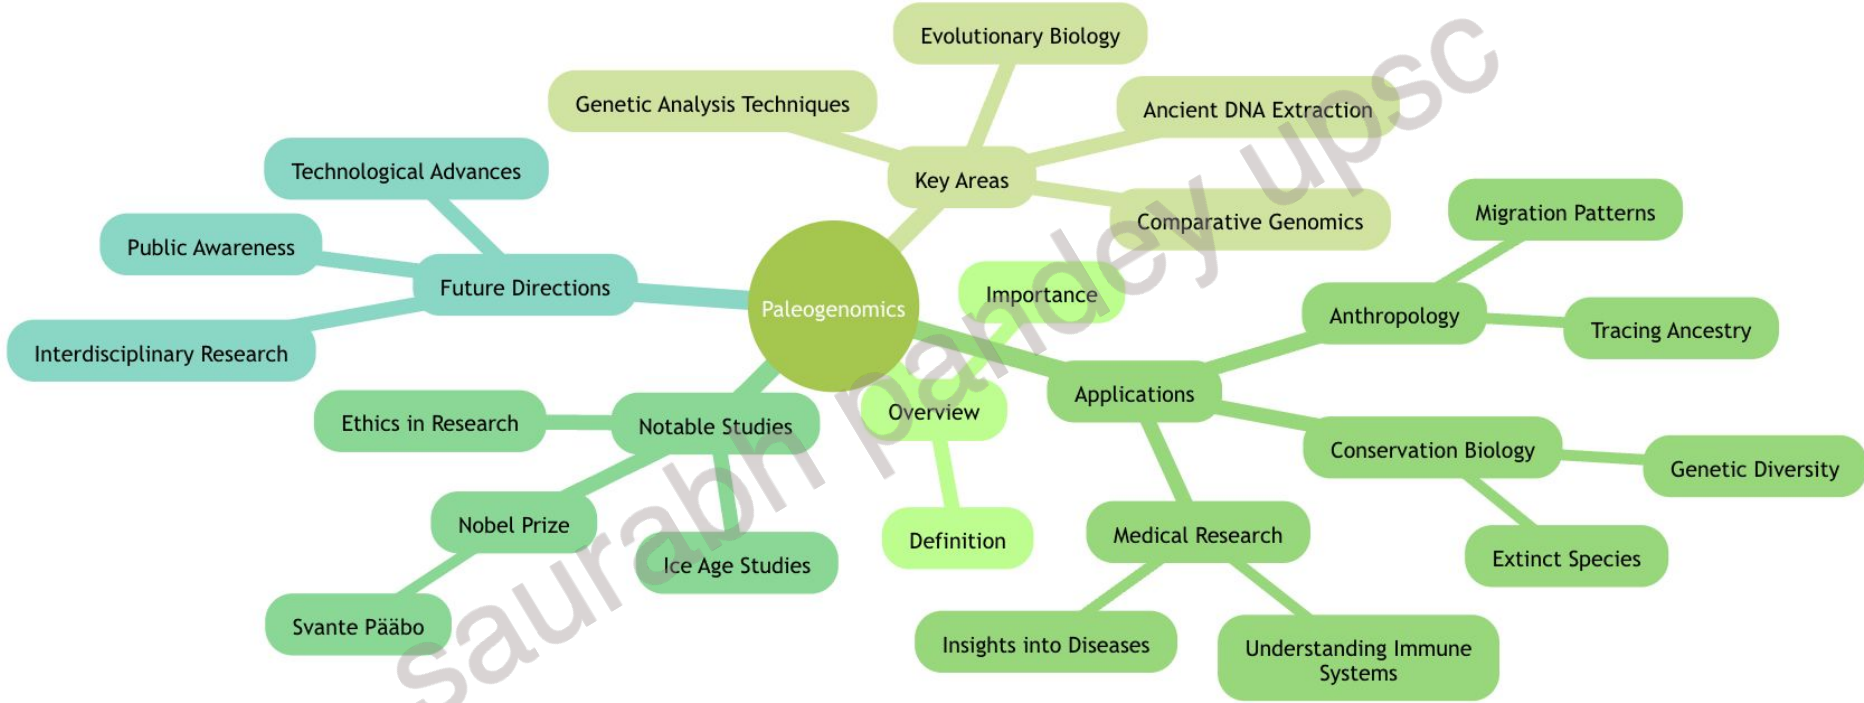 Evolutionary Biology
Genetic Analysis Techniques
Ancient DNA Extraction
Key Areas
Comparative Genomics
Technological Advances
Public Awareness
Future Directions
Interdisciplinary Research
Paleogenomics
Importance
Overview
Definition
Migration Patterns
Anthropology
Tracing Ancestry
Applications
Conservation Biology
Genetic Diversity
Extinct Species
Medical Research
Insights into Diseases
Understanding Immune
Systems
Ethics in Research
Notable Studies
Nobel Prize
Ice Age Studies
Svante Pääbo
saurabh pandey upsc